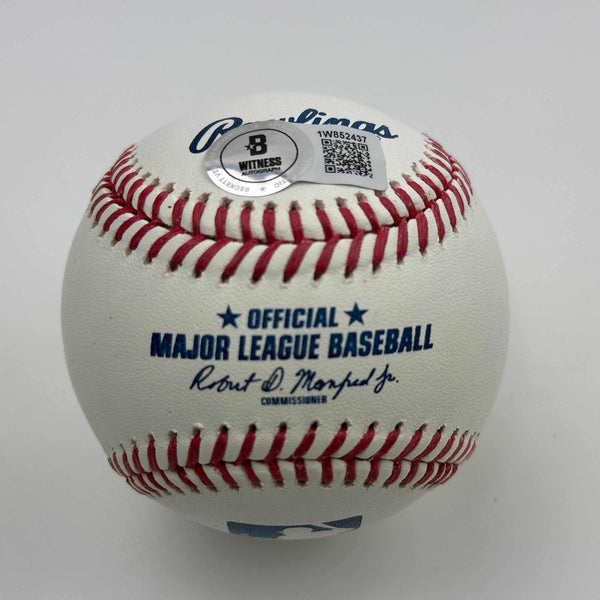 Rawlings
B
WITNESS
AUTOGRAPH
1W852437
★ OFFICIAL ★
MAJOR LEAGUE BASEBALL
Robert D. Manfred Jr.
COMMISSIONER